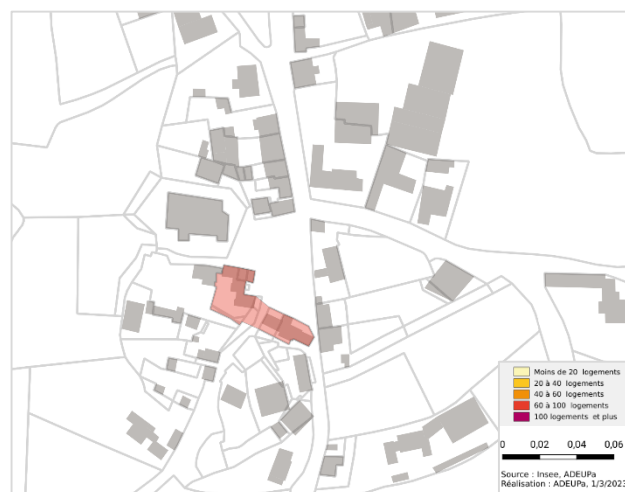 Moins de 20 logements
20 à 40 logements
40 à 60 logements
60 à 100 logements
100 logements et plus
0 0,02 0,04 0,06
Source : Insee, ADEUPa
Réalisation : ADEUPa, 1/3/2023